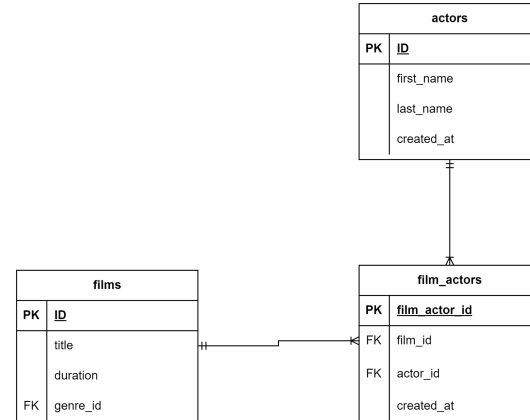 actors
PK ID
first_name
last_name
created_at
films
PK ID
title
duration
FK genre_id
film_actors
PK film_actor_id
FK film_id
FK actor_id
created_at